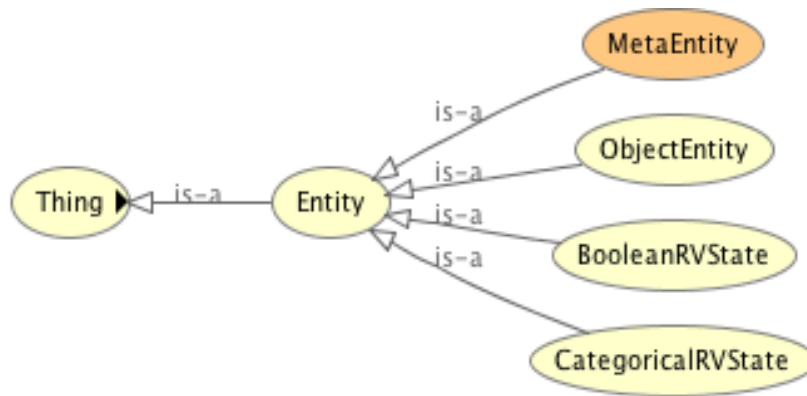 MetaEntity
is-a
ObjectEntity
is-a
Thing
is-a
Entity
is-a
BooleanRVState
is-a
CategoricalRVState